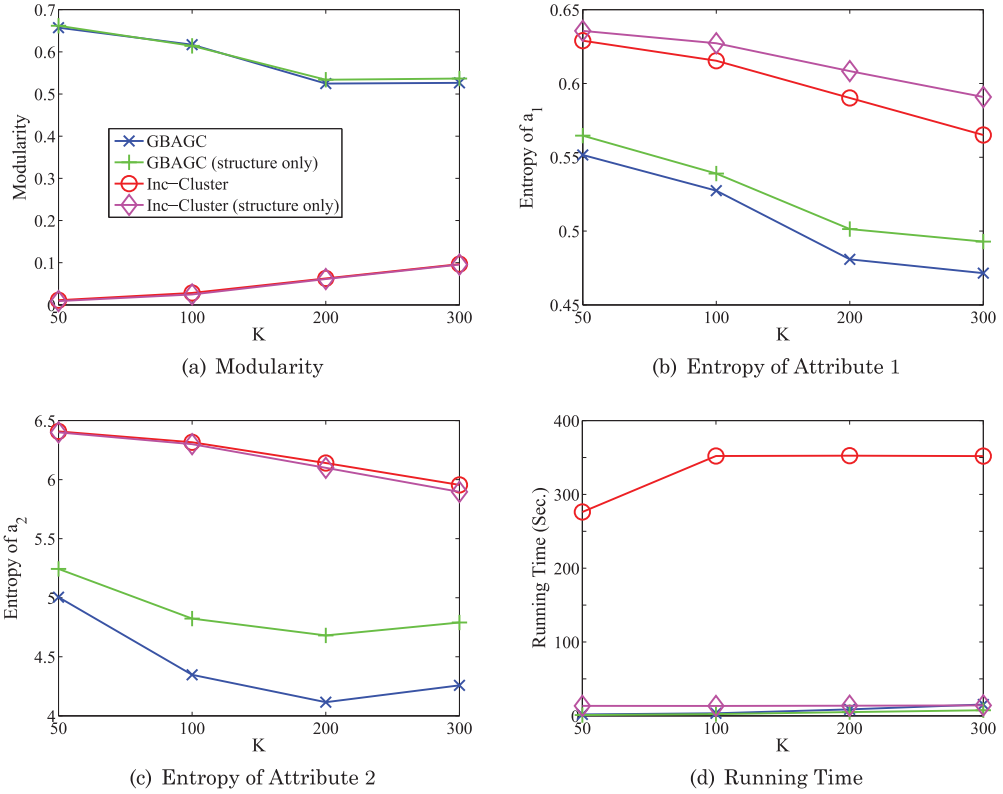 0.7
0.6
0.5
0.4
0.3
0.2
0.1
0
Modularity
GBAGC
GBAGC (structure only)
Inc−Cluster
Inc−Cluster (structure only)
50 100 200 300
K
(a) Modularity
0.65
0.6
0.55
0.5
0.45
Entropy of a1
50 100 200 300
K
(b) Entropy of Attribute 1
6.5
6
5.5
5
4.5
4
Entropy of a2
50 100 200 300
K
(c) Entropy of Attribute 2
400
300
200
100
0
Running Time (Sec.)
50 100 200 300
K
(d) Running Time